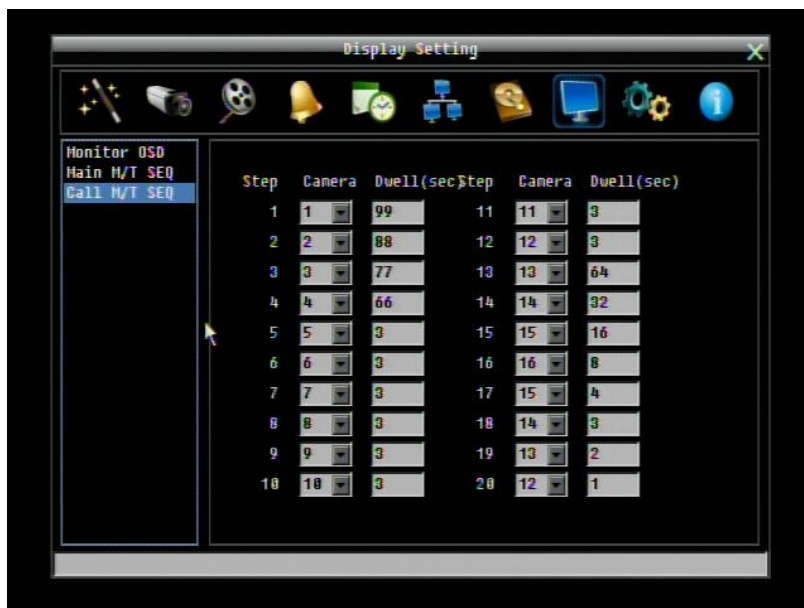 Display Setting
Monitor OSD
Main M/T SEQ
Call M/T SEQ
Step Camera Dwell(sec) Step Camera Dwell(sec)
1 1 99 11 11 3
2 2 88 12 12 3
3 3 77 13 13 64
4 4 66 14 14 32
5 5 3 15 15 16
6 6 3 16 16 8
7 7 3 17 15 4
8 8 3 18 14 3
9 9 3 19 13 2
10 10 3 20 12 1